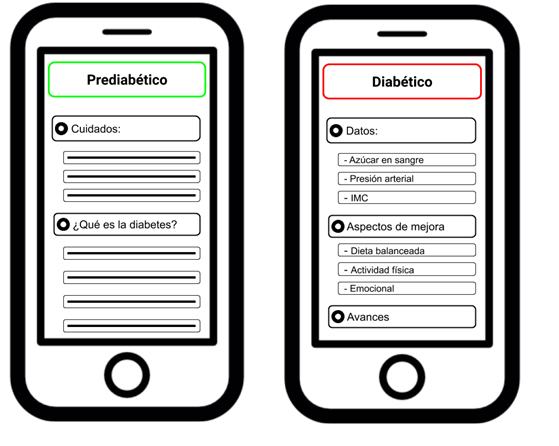 Prediabético
Cuidados:
¿Qué es la diabetes?
Diabético
Datos:
- Azúcar en sangre
- Presión arterial
- IMC
Aspectos de mejora
- Dieta balanceada
- Actividad física
- Emocional
Avances